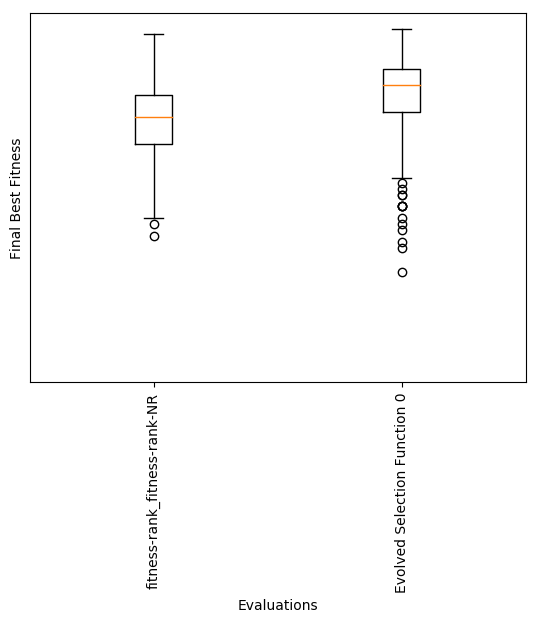 Final Best Fitness
fitness-rank_fitness-rank-NR
Evolved Selection Function 0
Evaluations